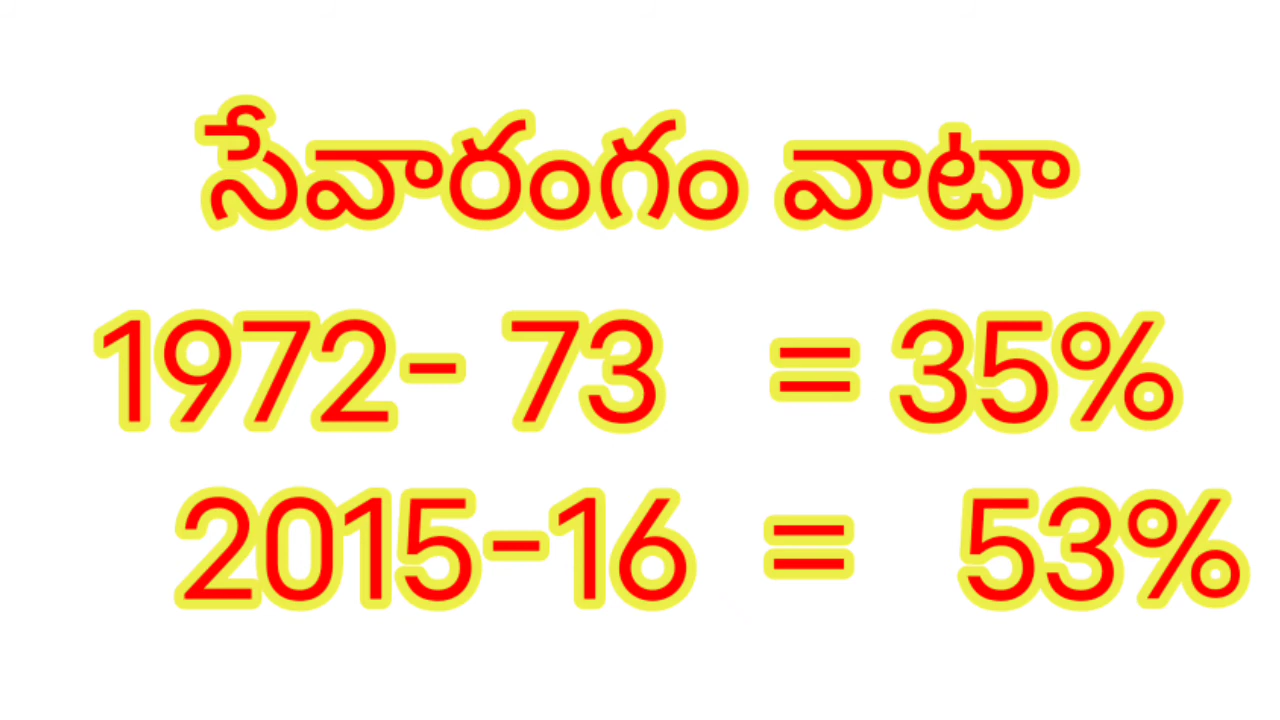 సేవారంగం వాటా
1972- 73 = 35%
2015-16 = 53%